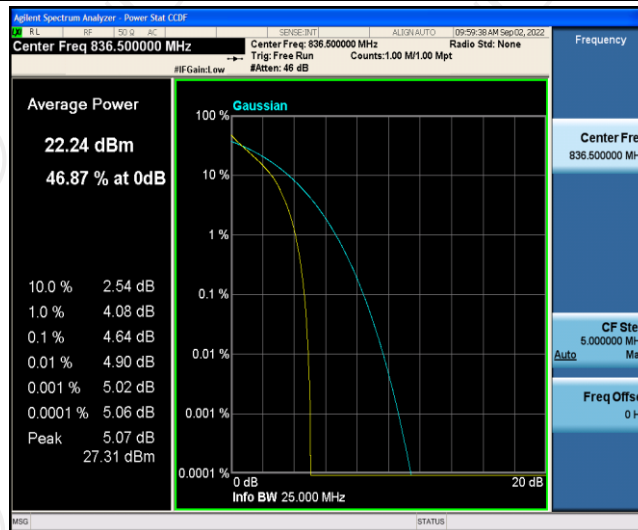 Agilent Spectrum Analyzer - Power Stat CCDF
RL RF 50 Ω AC SENSE:INT ALIGN AUTO 09:59:38 AM Sep 02, 2022
Center Freq 836.500000 MHz
Center Freq: 836.500000 MHz Radio Std: None
Trig: Free Run Counts:1.00 M/1.00 Mpt
#IFGain:Low #Atten: 46 dB
Frequency
Average Power
22.24 dBm
46.87 % at 0dB
10.0 % 2.54 dB
1.0 % 4.08 dB
0.1 % 4.64 dB
0.01 % 4.90 dB
0.001 % 5.02 dB
0.0001 % 5.06 dB
Peak 5.07 dB
27.31 dBm
Gaussian
100 %
10 %
1 %
0.1 %
0.01 %
0.001 %
0.0001 %
0 dB 20 dB
Info BW 25.000 MHz
Center Fre
836.500000 MH
CF Ste
5.000000 MH
Auto Ma
Freq Offse
0 H
MSG STATUS